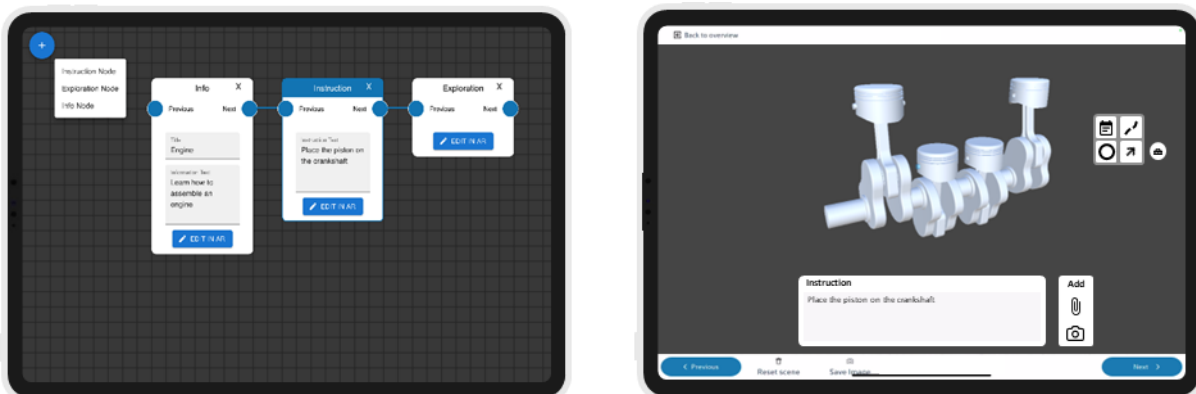 +
Instruction Node
Exploration Node
Info Node
Info X
Previous Next
Title
Engine
Information Text
Learn how to
assemble an
engine
EDIT IN AR
Instruction X
Previous Next
Instruction Text
Place the piston on
the crankshaft
EDIT IN AR
Exploration X
Previous Next
EDIT IN AR
Back to overview
Instruction
Place the piston on the crankshaft
Add
Previous
Reset scene
Save Image
Next